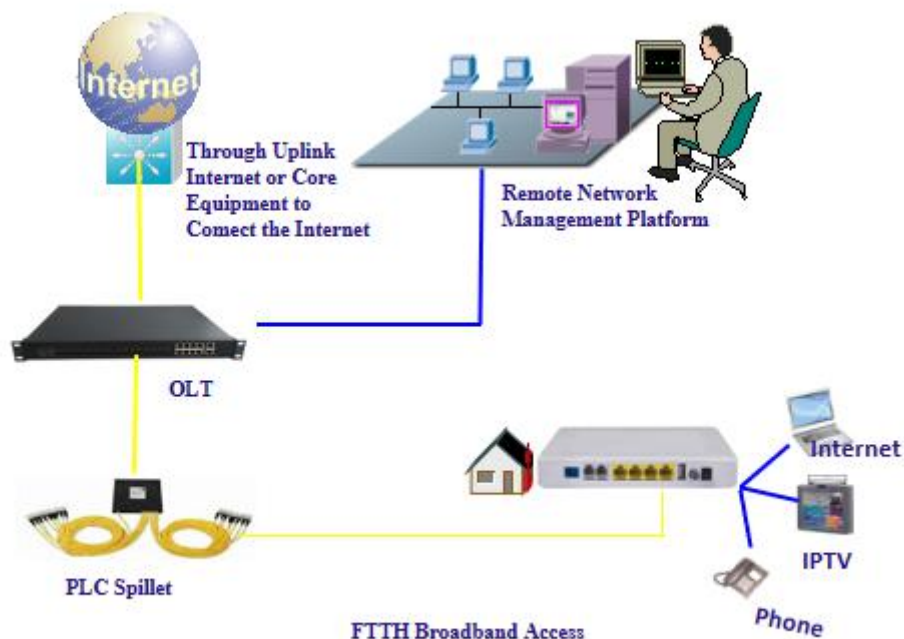 Internet
Through Uplink
Internet or Core
Equipment to
Comect the Internet
Remote Network
Management Platform
OLT
PLC Spillet
Internet
IPTV
Phone
FTTH Broadband Access